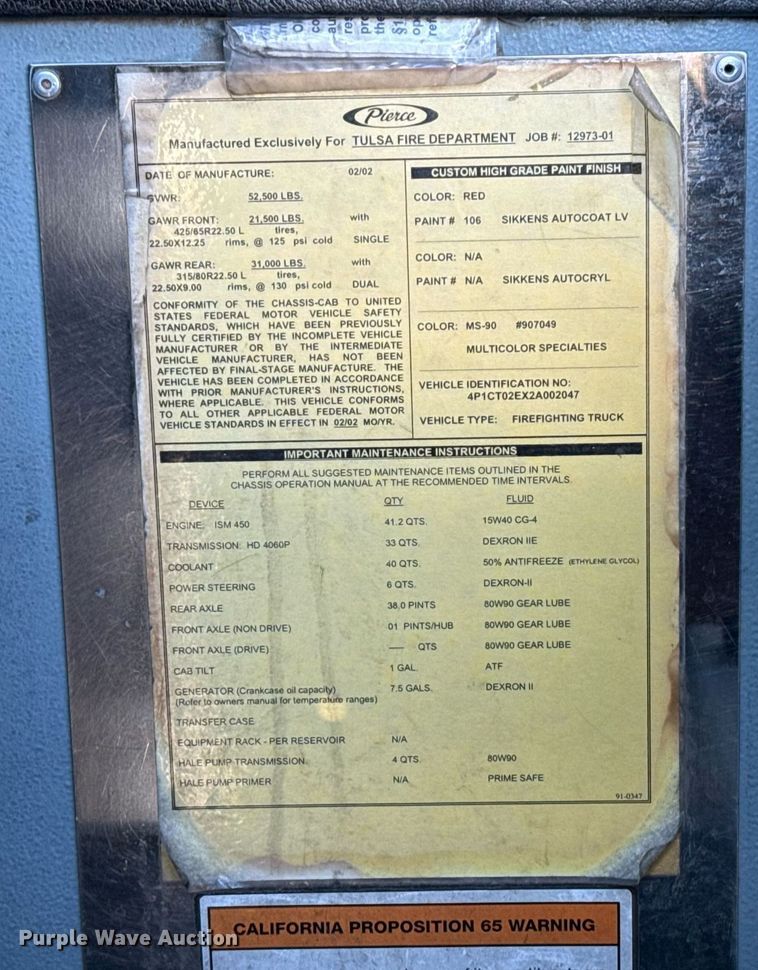 Pierce
Manufactured Exclusively For TULSA FIRE DEPARTMENT JOB #: 12973-01
DATE OF MANUFACTURE: 02/02
GVWR: 52,500 LBS.
GAWR FRONT: 21,500 LBS. with
425/85R22.50 L tires,
22.50X12.25 rims, @ 125 psi cold SINGLE
GAWR REAR: 31,000 LBS. with
315/80R22.50 L tires,
22.50X9.00 rims, @ 130 psi cold DUAL
CONFORMITY OF THE CHASSIS-CAB TO UNITED
STATES FEDERAL MOTOR VEHICLE SAFETY
STANDARDS, WHICH HAVE BEEN PREVIOUSLY
FULLY CERTIFIED BY THE INCOMPLETE VEHICLE
MANUFACTURER OR BY THE INTERMEDIATE
VEHICLE MANUFACTURER, HAS NOT BEEN
AFFECTED BY FINAL-STAGE MANUFACTURE. THE
VEHICLE HAS BEEN COMPLETED IN ACCORDANCE
WITH PRIOR MANUFACTURER'S INSTRUCTIONS,
WHERE APPLICABLE. THIS VEHICLE CONFORMS
TO ALL OTHER APPLICABLE FEDERAL MOTOR
VEHICLE STANDARDS IN EFFECT IN 02/02 MO/YR.
CUSTOM HIGH GRADE PAINT FINISH
COLOR: RED
PAINT # 106 SIKKENS AUTOCOAT LV
COLOR: N/A
PAINT # N/A SIKKENS AUTOCRYL
COLOR: MS-90 #907049
MULTICOLOR SPECIALTIES
VEHICLE IDENTIFICATION NO:
4P1CT02EX2A002047
VEHICLE TYPE: FIREFIGHTING TRUCK
IMPORTANT MAINTENANCE INSTRUCTIONS
PERFORM ALL SUGGESTED MAINTENANCE ITEMS OUTLINED IN THE
CHASSIS OPERATION MANUAL AT THE RECOMMENDED TIME INTERVALS.
DEVICE QTY FLUID
ENGINE: ISM 450 41.2 QTS. 15W40 CG-4
TRANSMISSION: HD 4060P 33 QTS. DEXRON IIE
COOLANT 40 QTS. 50% ANTIFREEZE (ETHYLENE GLYCOL)
POWER STEERING 6 QTS. DEXRON-II
REAR AXLE 38.0 PINTS 80W90 GEAR LUBE
FRONT AXLE (NON DRIVE) 01 PINTS/HUB 80W90 GEAR LUBE
FRONT AXLE (DRIVE) — QTS 80W90 GEAR LUBE
CAB TILT 1 GAL. ATF
GENERATOR (Crankcase oil capacity) 7.5 GALS. DEXRON II
(Refer to owners manual for temperature ranges)
TRANSFER CASE
EQUIPMENT RACK - PER RESERVOIR N/A
HALE PUMP TRANSMISSION 4 QTS. 80W90
HALE PUMP PRIMER N/A PRIME SAFE
91-0347
CALIFORNIA PROPOSITION 65 WARNING
Purple Wave Auction